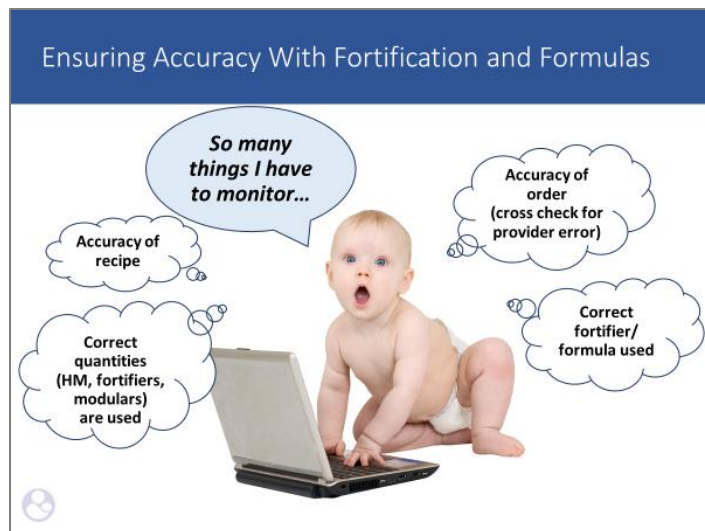 Ensuring Accuracy With Fortification and Formulas
So many
things I have
to monitor...
Accuracy of
order
(cross check for
provider error)
Accuracy of
recipe
Correct
fortifier/
formula used
Correct
quantities
(HM, fortifiers,
modulars)
are used